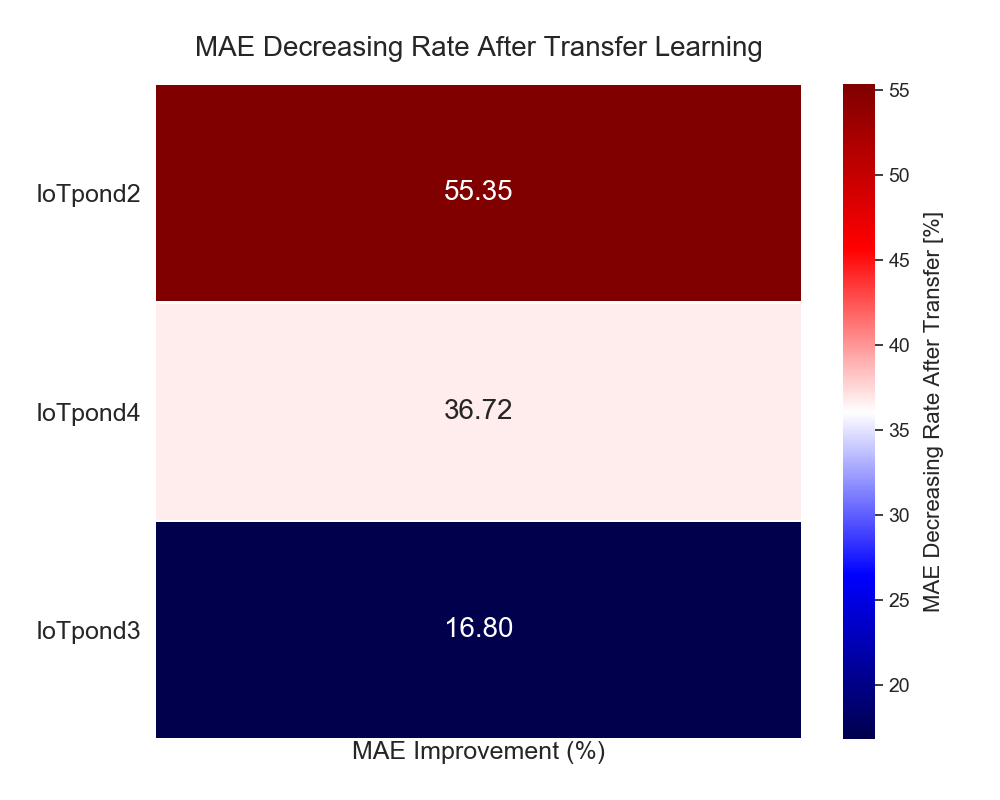 MAE Decreasing Rate After Transfer Learning
IoTpond2
55.35
IoTpond4
36.72
IoTpond3
16.80
MAE Improvement (%)
55
50
45
40
35
30
25
20
MAE Decreasing Rate After Transfer [%]